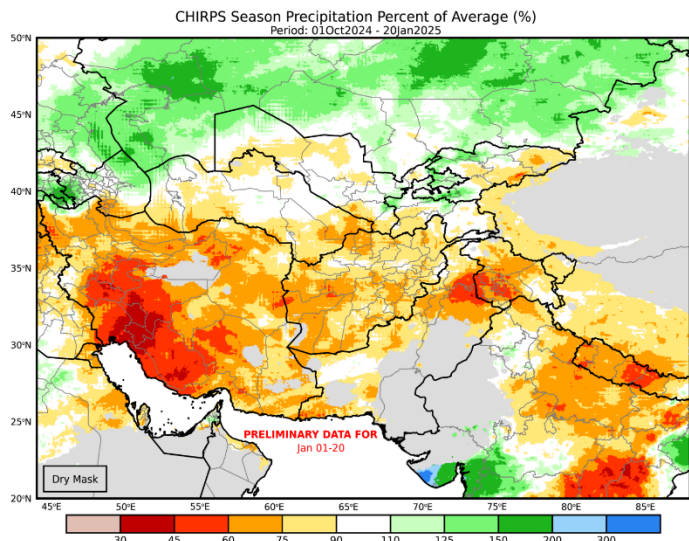 CHIRPS Season Precipitation Percent of Average (%)
Period: 01Oct2024 - 20Jan2025
50°N
45°N
40°N
35°N
30°N
25°N
20°N
PRELIMINARY DATA FOR
Jan 01-20
Dry Mask
45°E 50°E 55°E 60°E 65°E 70°E 75°E 80°E 85°E
30 45 60 75 90 110 125 150 200 300